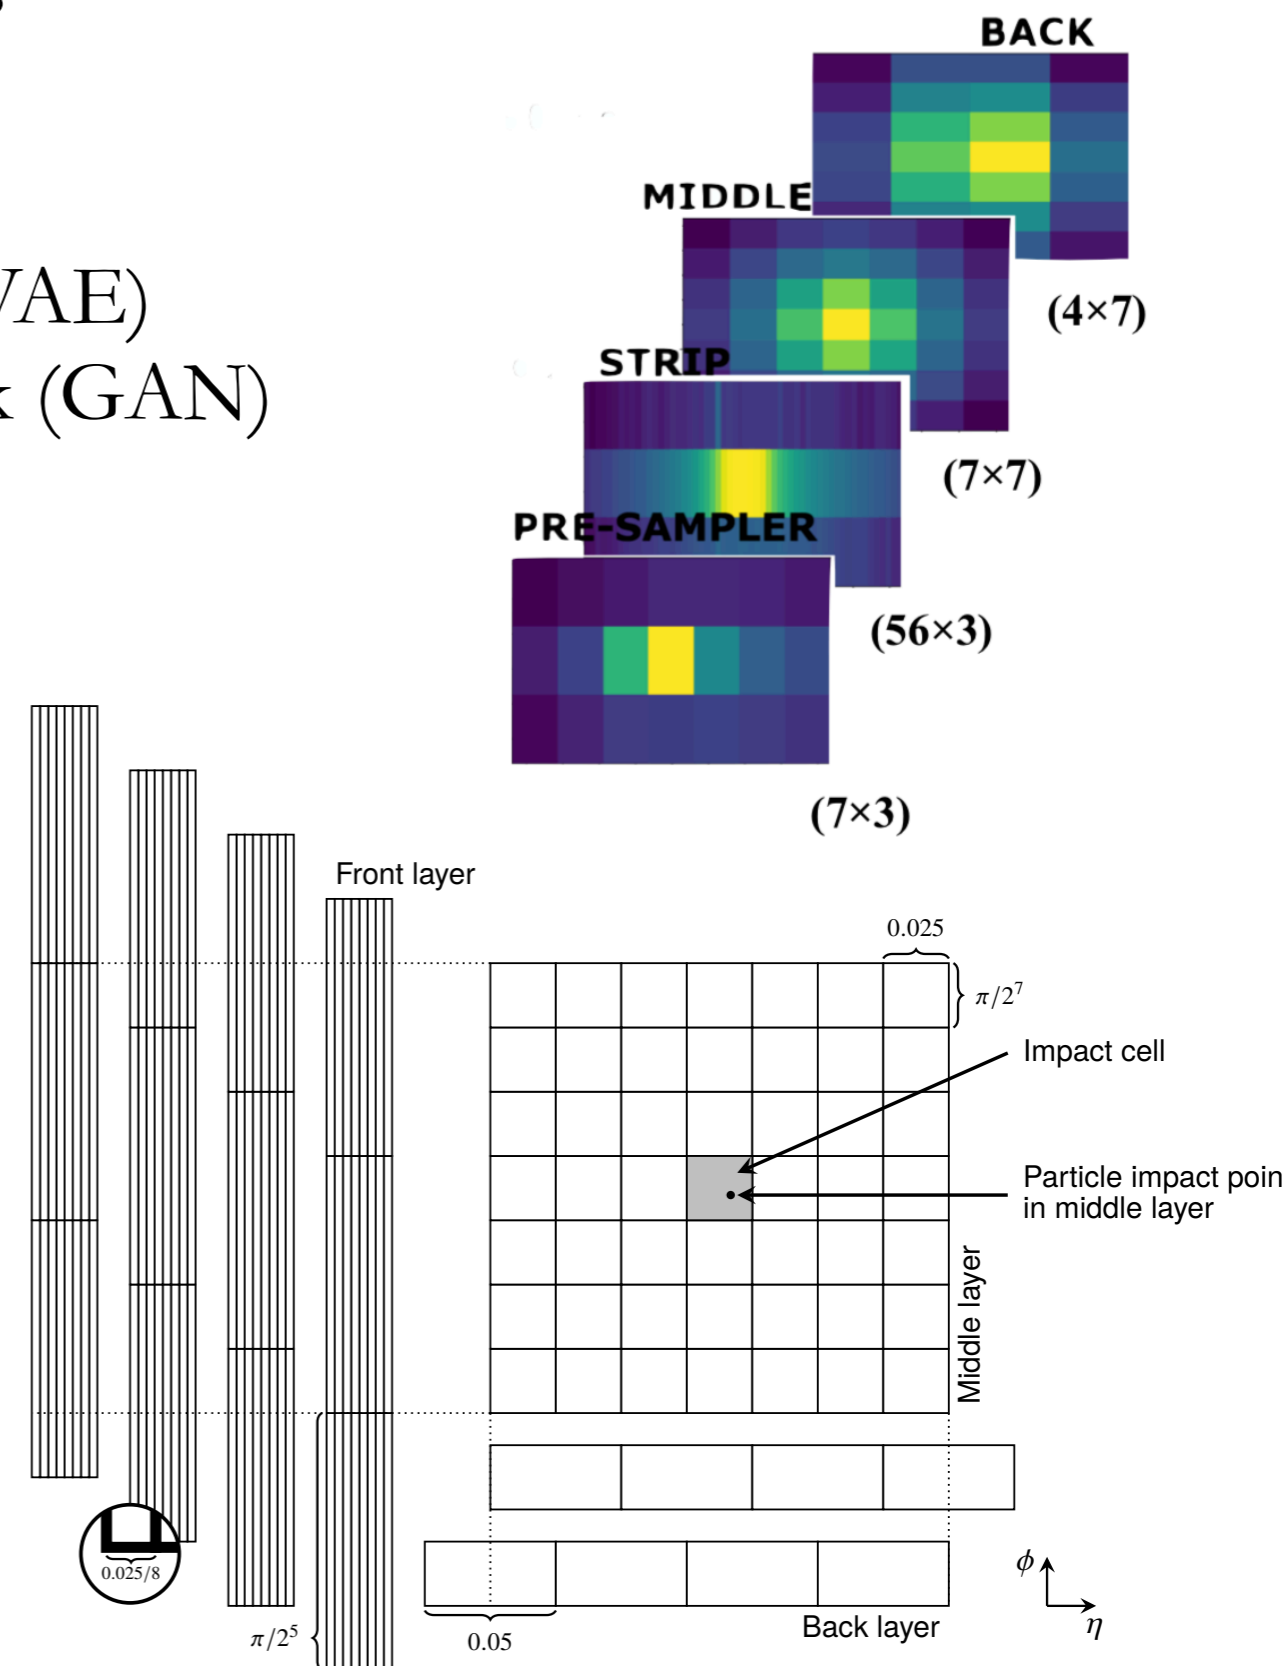 BACK
MIDDLE
VAE)
(4×7)
STRIP
k (GAN)
(7×7)
PRE-SAMPLER
(56×3)
(7×3)
Front layer
0.025
π/2⁷
Impact cell
Particle impact poin
in middle layer
Middle layer
0.025/8
π/2⁵
0.05
Back layer
ϕ
η